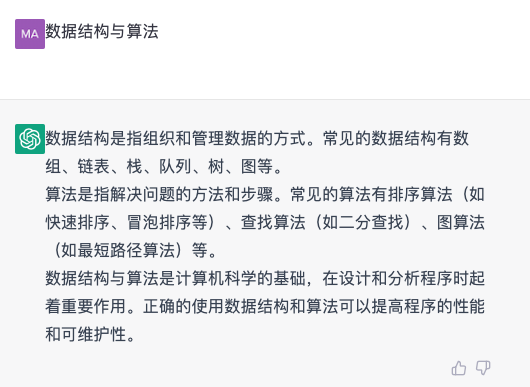 MA 数据结构与算法
数据结构是指组织和管理数据的方式。常见的数据结构有数
组、链表、栈、队列、树、图等。
算法是指解决问题的方法和步骤。常见的算法有排序算法（如
快速排序、冒泡排序等）、查找算法（如二分查找）、图算法
（如最短路径算法）等。
数据结构与算法是计算机科学的基础，在设计和分析程序时起
着重要作用。正确的使用数据结构和算法可以提高程序的性能
和可维护性。